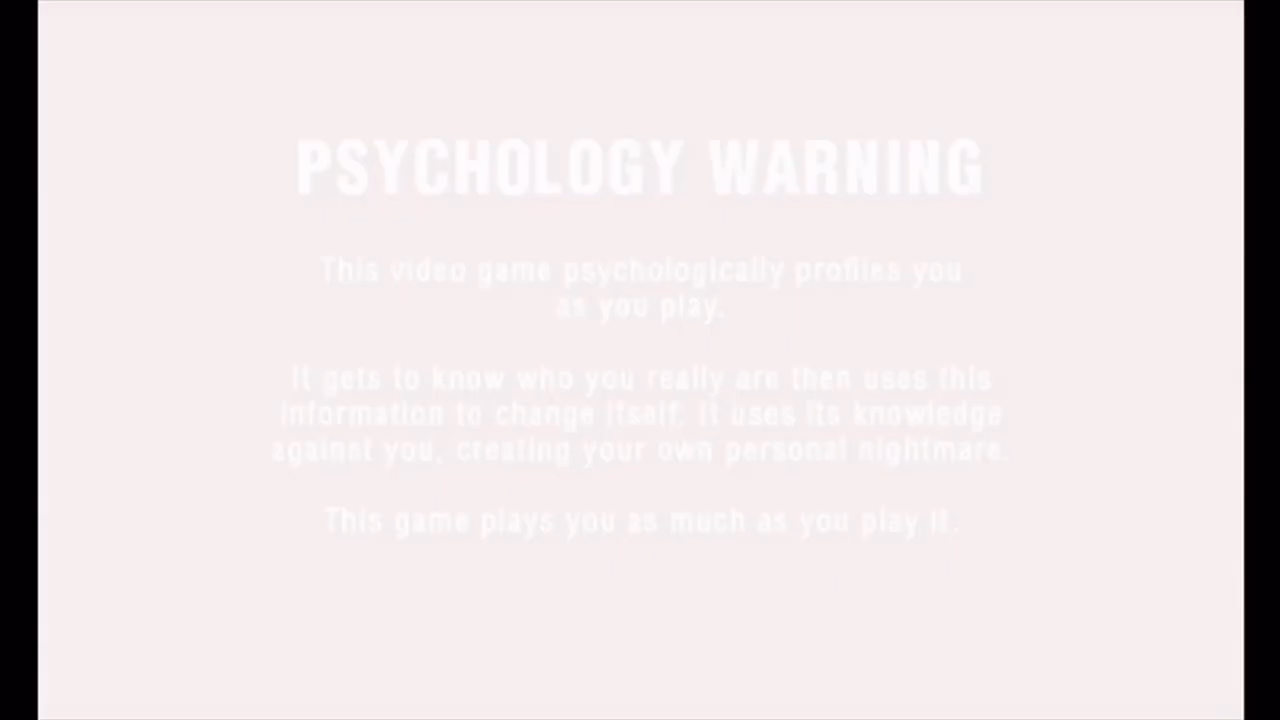 PSYCHOLOGY WARNING
This video game psychologically profiles you
as you play.
It gets to know who you really are then uses this
information to change itself. It uses its knowledge
against you, creating your own personal nightmare.
This game plays you as much as you play it.